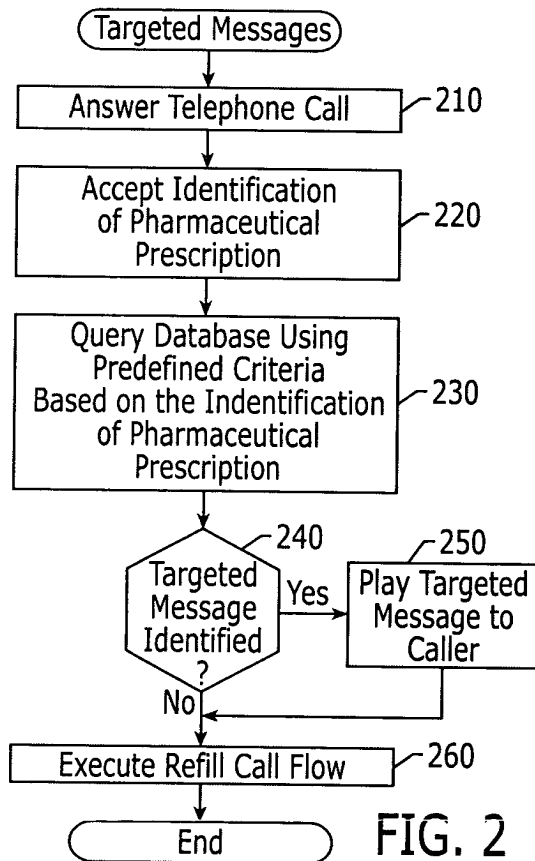 Targeted Messages
Answer Telephone Call
210
Accept Identification
of Pharmaceutical
Prescription
220
Query Database Using
Predefined Criteria
Based on the Indentification
of Pharmaceutical
Prescription
230
240
Targeted
Message
Identified
?
Yes
No
250
Play Targeted
Message to
Caller
Execute Refill Call Flow
260
End
FIG. 2